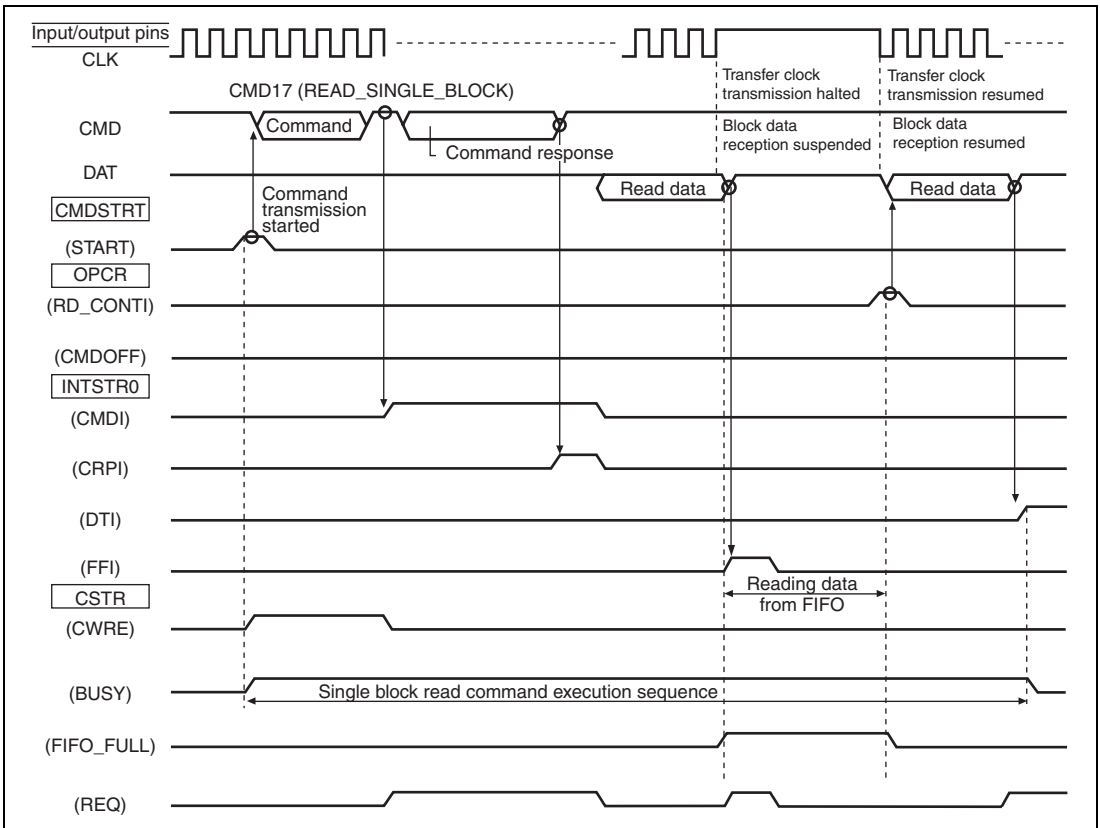 Input/output pins
CLK
CMD17 (READ_SINGLE_BLOCK)
Transfer clock
transmission halted
Transfer clock
transmission resumed
CMD
Command
Command response
Block data
reception suspended
Block data
reception resumed
DAT
Read data
Read data
CMDSTRT
Command
transmission
started
(START)
OPCR
(RD_CONTI)
(CMDOFF)
INTSTR0
(CMDI)
(CRPI)
(DTI)
(FFI)
Reading data
from FIFO
CSTR
(CWRE)
(BUSY)
Single block read command execution sequence
(FIFO_FULL)
(REQ)